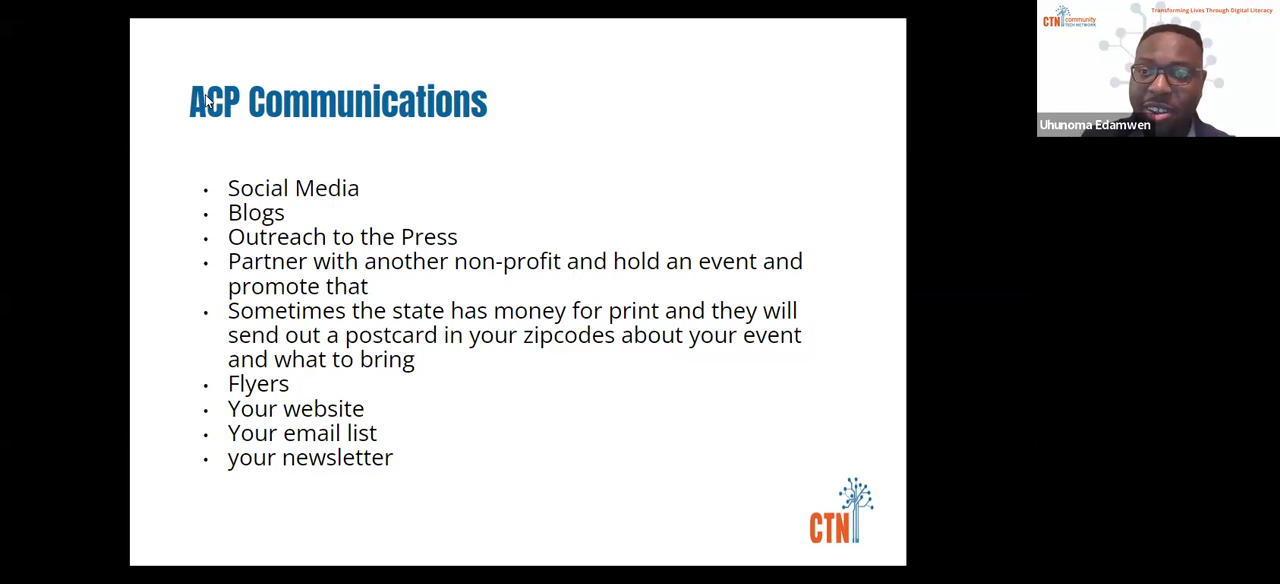 ACP Communications
Social Media
Blogs
Outreach to the Press
Partner with another non-profit and hold an event and
promote that
Sometimes the state has money for print and they will
send out a postcard in your zipcodes about your event
and what to bring
Flyers
Your website
Your email list
your newsletter
CTN
Transforming Lives Through Digital Literacy
CTN community
TECH NETWORK
Uhunoma Edamwen